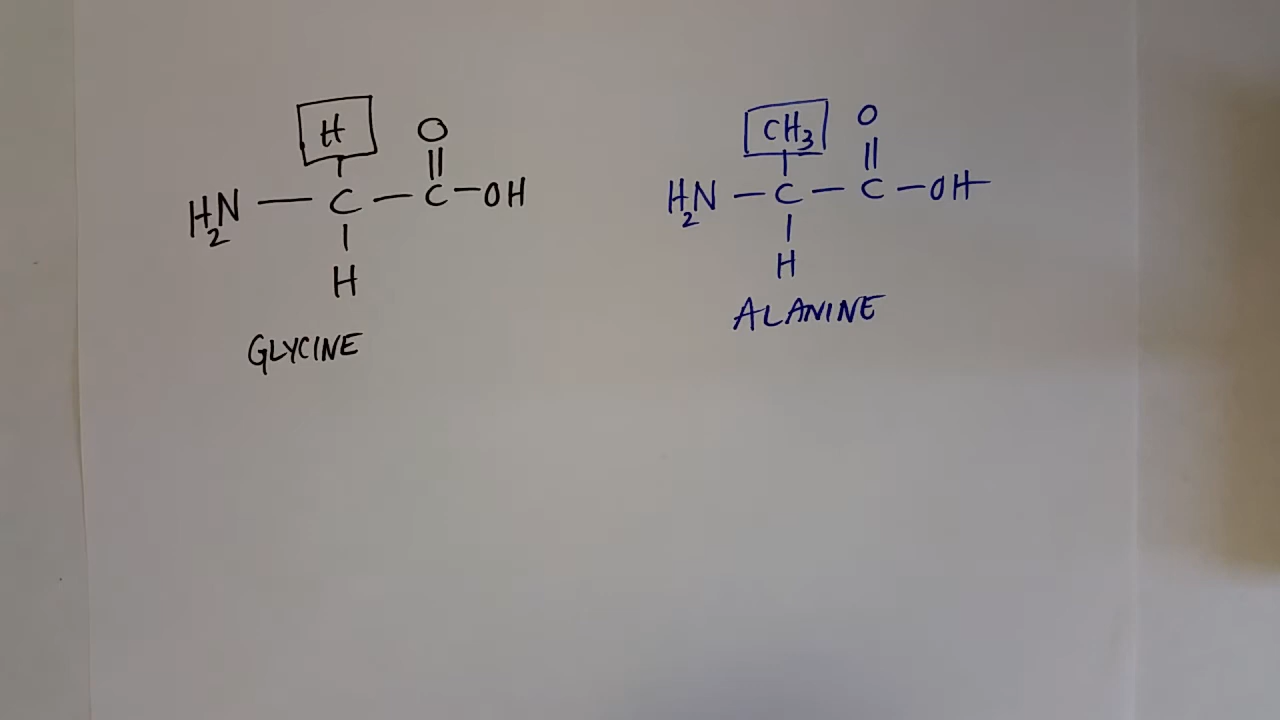 H O
H₂N — C — C — OH
H
GLYCINE
CH₃ O
H₂N — C — C — OH
H
ALANINE